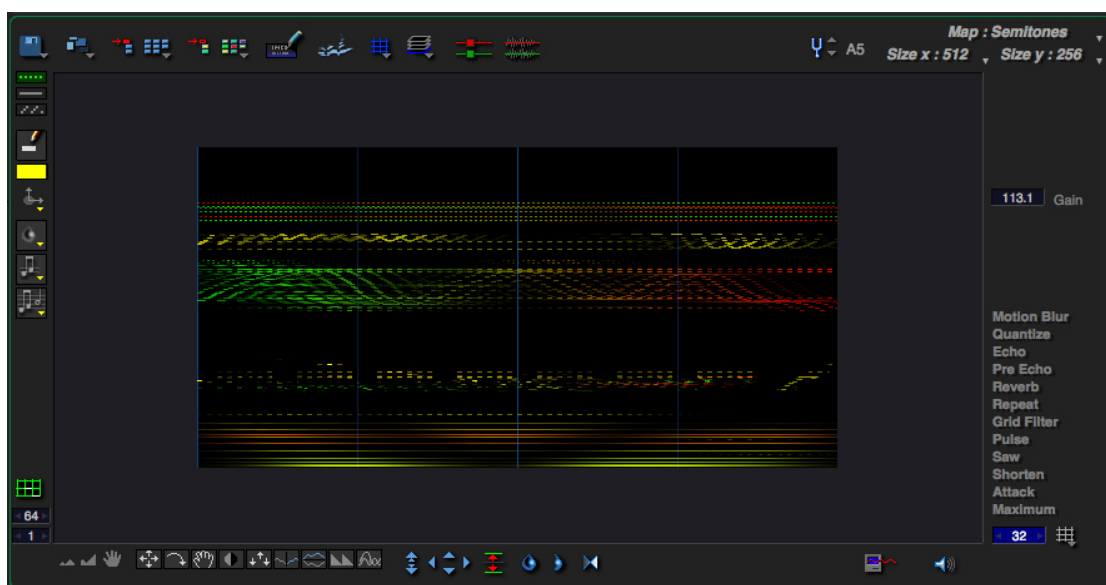 Map : Semitones
A5
Size x : 512
Size y : 256
113.1 Gain
Motion Blur
Quantize
Echo
Pre Echo
Reverb
Repeat
Grid Filter
Pulse
Saw
Shorten
Attack
Maximum
64
1
32